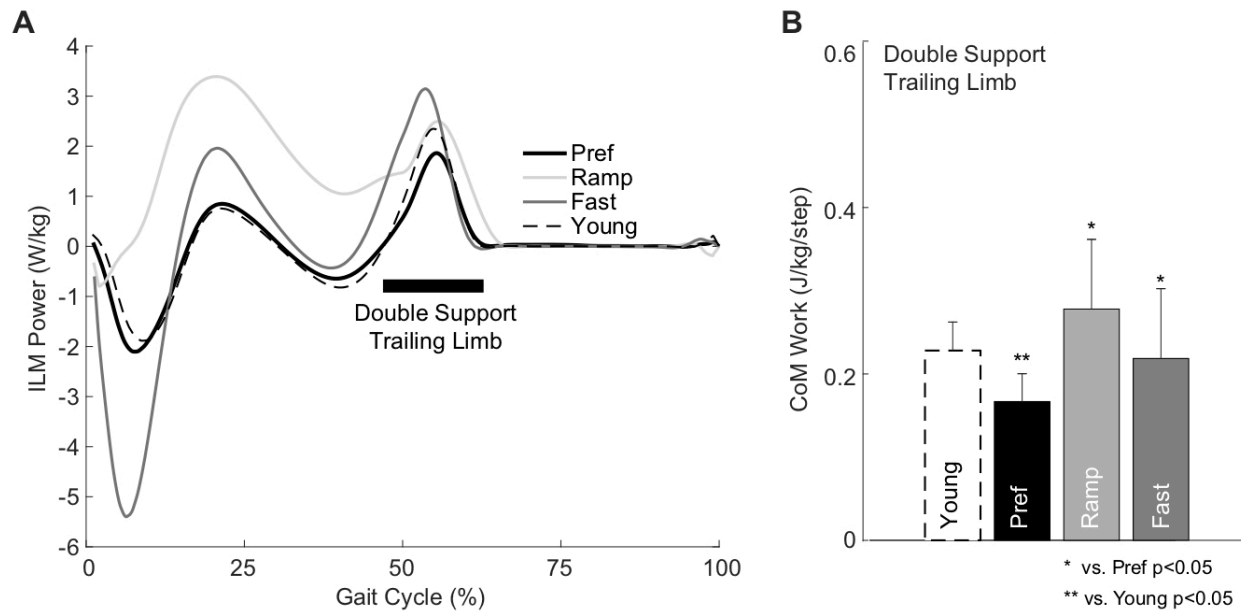 A
ILM Power (W/kg)
4
3
2
1
0
-1
-2
-3
-4
-5
-6
0
25
50
75
100
Gait Cycle (%)
Pref
Ramp
Fast
Young
Double Support
Trailing Limb
B
Double Support
Trailing Limb
CoM Work (J/kg/step)
0.6
0.4
0.2
0
Young
Pref
Ramp
Fast
**
*
*
* vs. Pref p<0.05
** vs. Young p<0.05